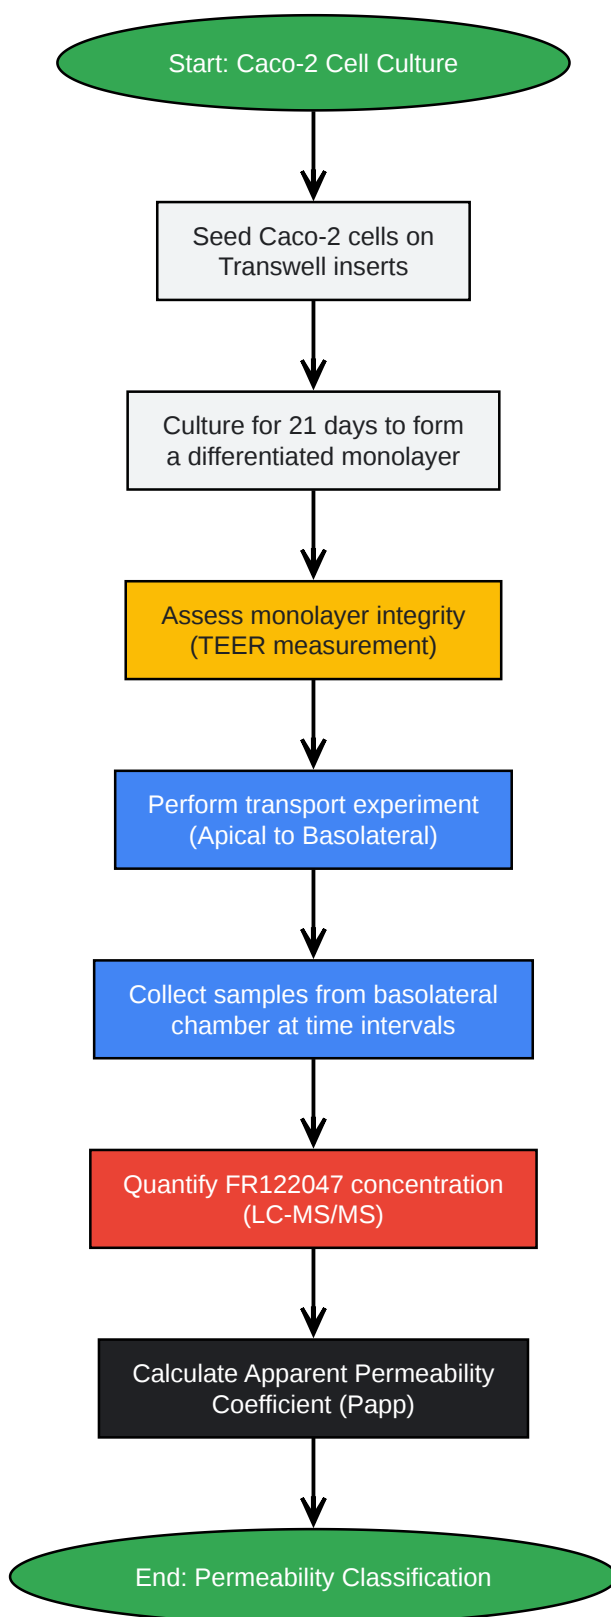 Start: Caco-2 Cell Culture
Seed Caco-2 cells on
Transwell inserts
Culture for 21 days to form
a differentiated monolayer
Assess monolayer integrity
(TEER measurement)
Perform transport experiment
(Apical to Basolateral)
Collect samples from basolateral
chamber at time intervals
Quantify FR122047 concentration
(LC-MS/MS)
Calculate Apparent Permeability
Coefficient (Papp)
End: Permeability Classification